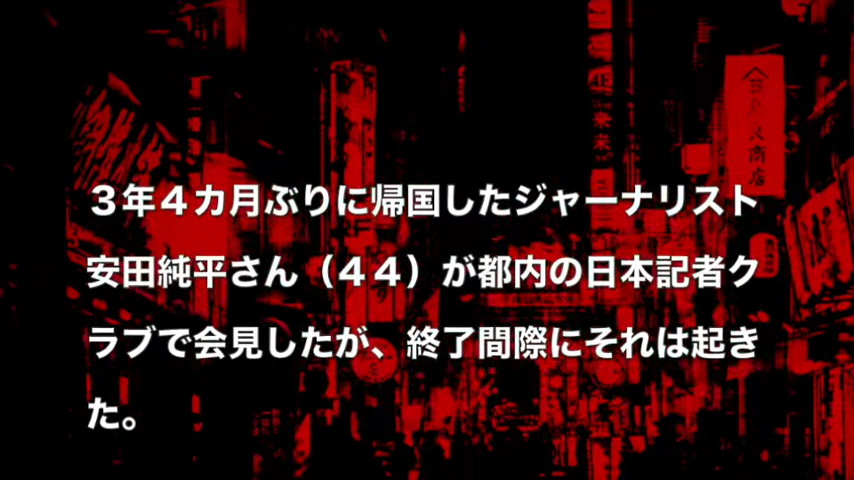 ３年４カ月ぶりに帰国したジャーナリスト
安田純平さん（４４）が都内の日本記者ク
ラブで会見したが、終了間際にそれは起き
た。
商店